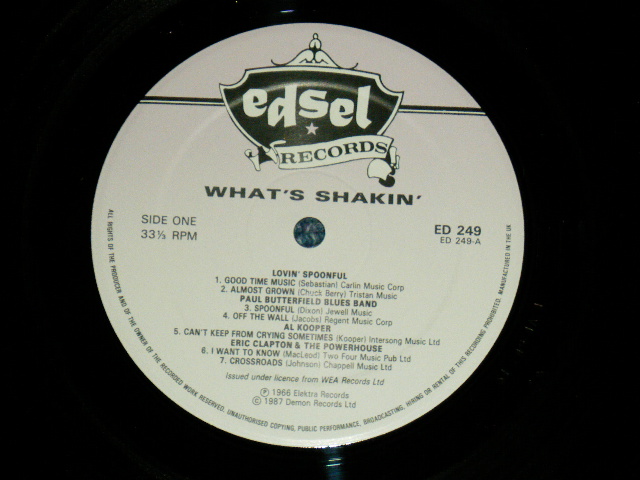 edsel
RECORDS
WHAT'S SHAKIN'
SIDE ONE
33⅓ RPM
ED 249
ED 249-A
LOVIN' SPOONFUL
1. GOOD TIME MUSIC (Sebastian) Carlin Music Corp
2. ALMOST GROWN (Chuck Berry) Tristan Music
PAUL BUTTERFIELD BLUES BAND
3. SPOONFUL (Dixon) Jewell Music
4. OFF THE WALL (Jacobs) Regent Music Corp
AL KOOPER
5. CAN'T KEEP FROM CRYING SOMETIMES (Kooper) Intersong Music Ltd
ERIC CLAPTON & THE POWERHOUSE
6. I WANT TO KNOW (MacLeod) Two Four Music Pub Ltd
7. CROSSROADS (Johnson) Chappell Music Ltd
Issued under licence from WEA Records Ltd
Ⓟ 1966 Elektra Records
© 1987 Demon Records Ltd
ALL RIGHTS OF THE PRODUCER AND OF THE OWNER OF THE RECORDED WORK RESERVED. UNAUTHORISED COPYING, PUBLIC PERFORMANCE, BROADCASTING, HIRING OR RENTAL OF THIS RECORDING PROHIBITED. MANUFACTURED IN THE UK